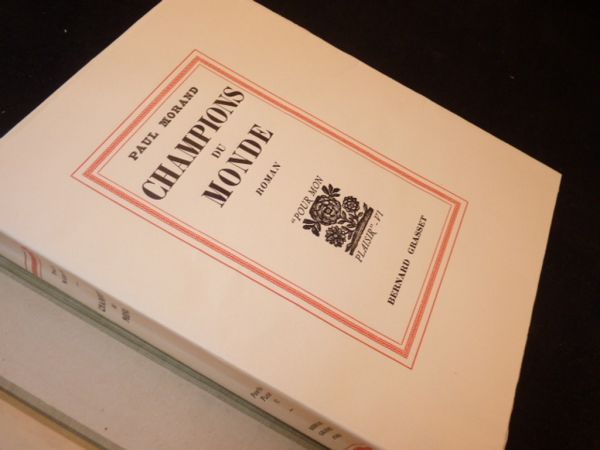 PAUL MORAND
CHAMPIONS
DU
MONDE
ROMAN
"POUR MON
PLAISIR"-VI
BERNARD GRASSET